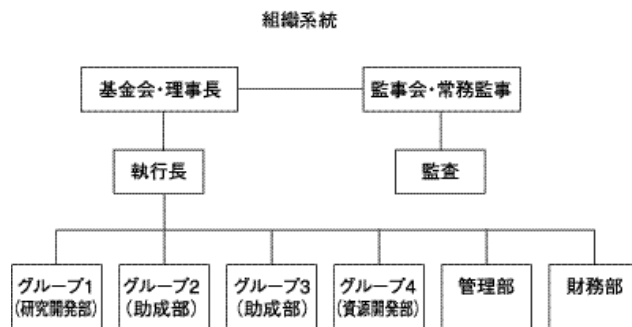 組織系統
基金会・理事長
監事会・常務監事
執行長
監査
グループ1
(研究開発部)
グループ2
(助成部)
グループ3
(助成部)
グループ4
(資源開発部)
管理部
財務部